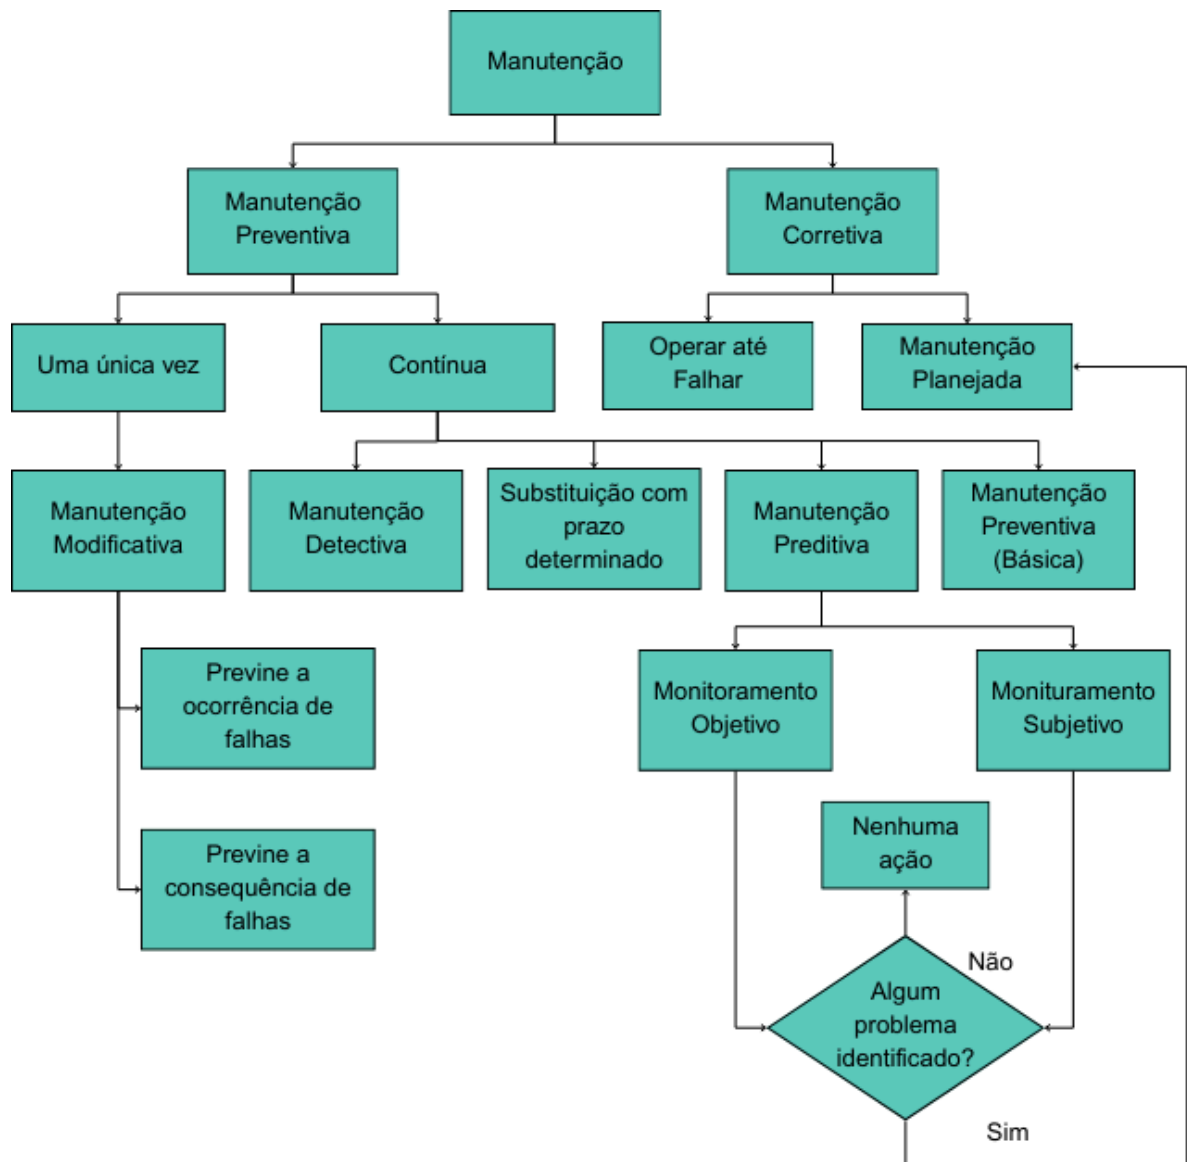 Manutenção
Manutenção
Preventiva
Manutenção
Corretiva
Uma única vez
Contínua
Operar até
Falhar
Manutenção
Planejada
Manutenção
Modificativa
Manutenção
Detectiva
Substituição com
prazo
determinado
Manutenção
Preditiva
Manutenção
Preventiva
(Básica)
Previne a
ocorrência de
falhas
Monitoramento
Objetivo
Monituramento
Subjetivo
Previne a
consequência de
falhas
Nenhuma
ação
Não
Algum
problema
identificado?
Sim